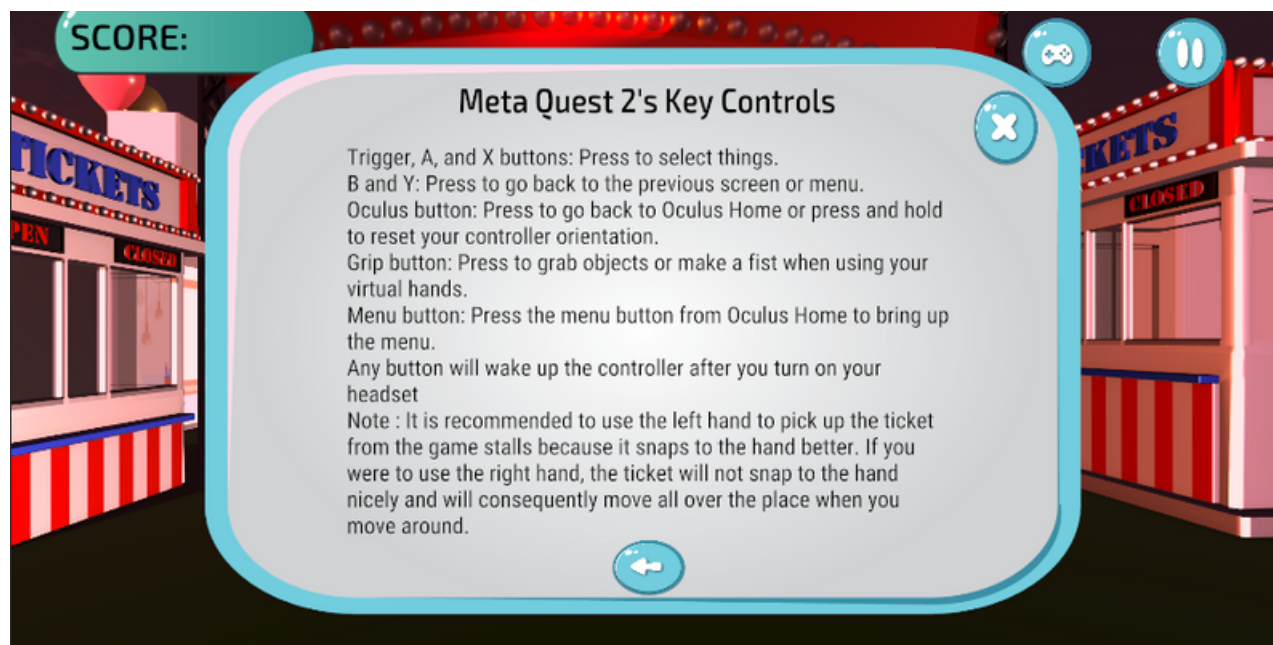 SCORE:
Meta Quest 2's Key Controls
Trigger, A, and X buttons: Press to select things.
B and Y: Press to go back to the previous screen or menu.
Oculus button: Press to go back to Oculus Home or press and hold
to reset your controller orientation.
Grip button: Press to grab objects or make a fist when using your
virtual hands.
Menu button: Press the menu button from Oculus Home to bring up
the menu.
Any button will wake up the controller after you turn on your
headset
Note : It is recommended to use the left hand to pick up the ticket
from the game stalls because it snaps to the hand better. If you
were to use the right hand, the ticket will not snap to the hand
nicely and will consequently move all over the place when you
move around.
TICKETS
PEN
CLOSED
KETS
CLOSED